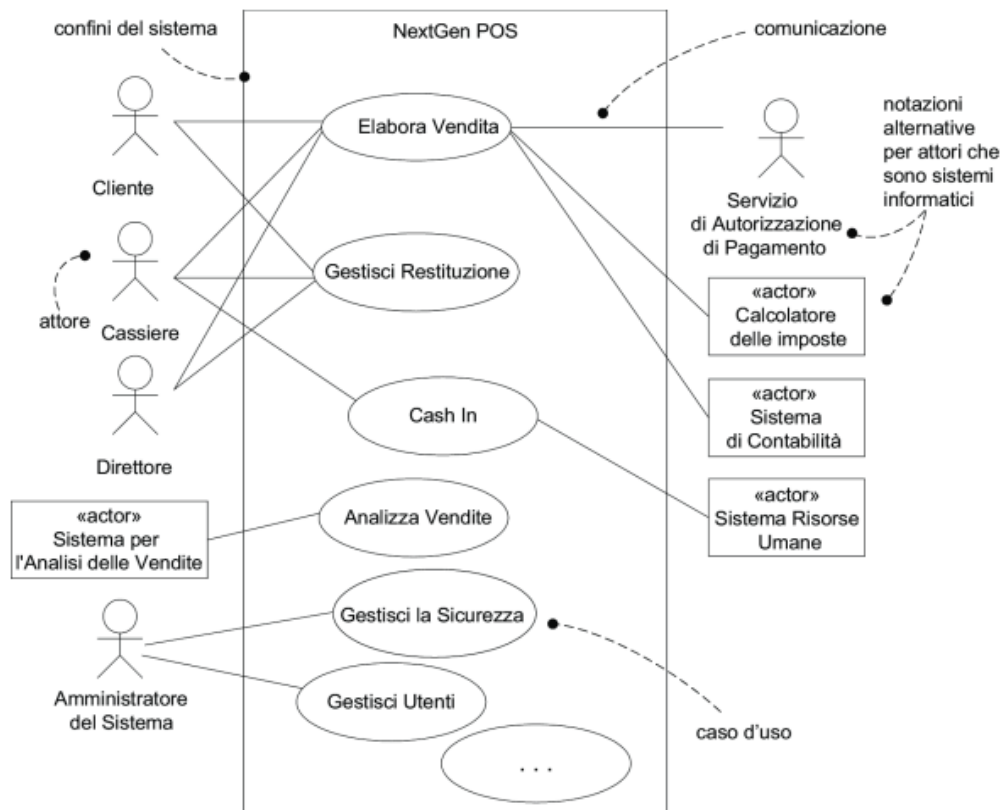 confini del sistema
NextGen POS
comunicazione
Elabora Vendita
notazioni
alternative
per attori che
sono sistemi
informatici
Cliente
Servizio
di Autorizzazione
di Pagamento
Gestisci Restituzione
attore
Cassiere
«actor»
Calcolatore
delle imposte
Direttore
Cash In
«actor»
Sistema
di Contabilità
«actor»
Sistema per
l'Analisi delle Vendite
Analizza Vendite
«actor»
Sistema Risorse
Umane
Gestisci la Sicurezza
Amministratore
del Sistema
Gestisci Utenti
caso d'uso
. . .